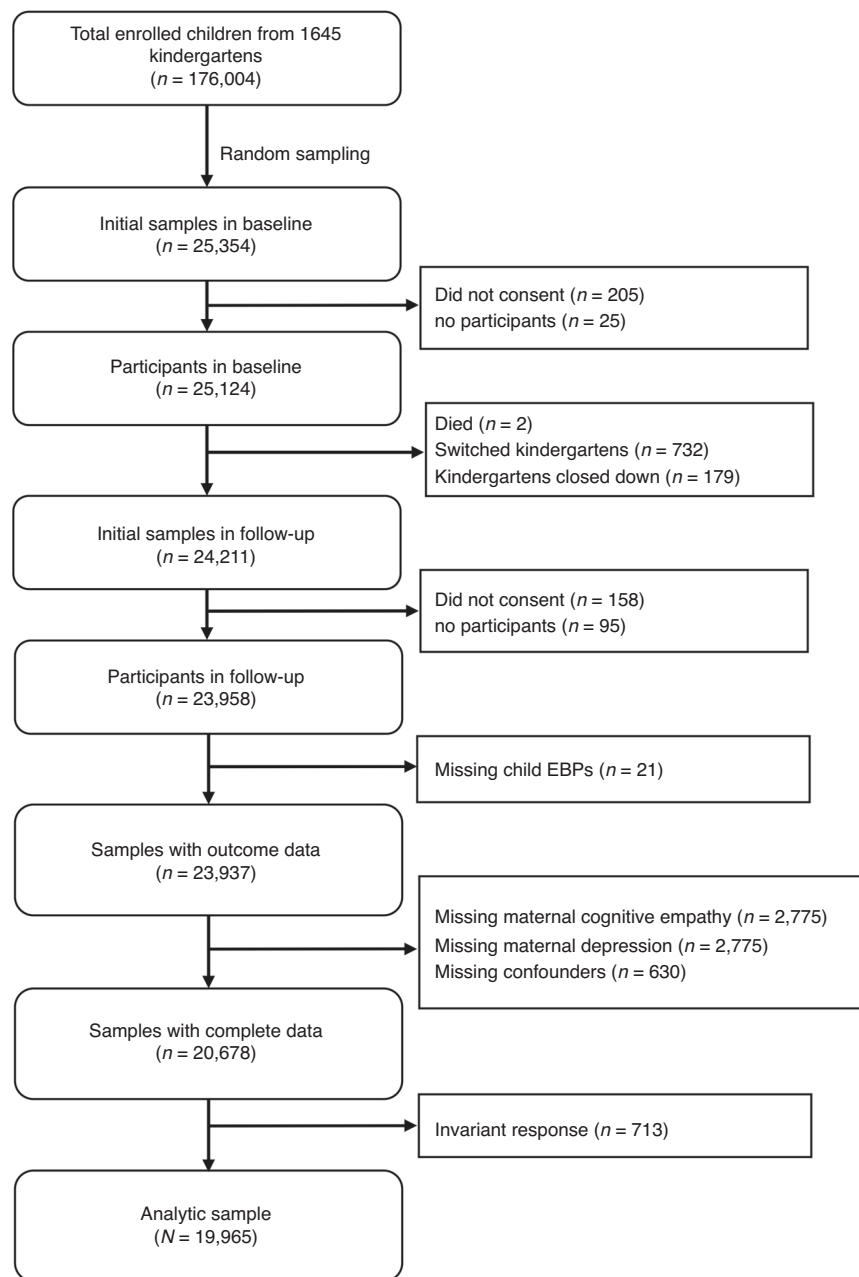 Total enrolled children from 1645
kindergartens
(n = 176,004)
Random sampling
Initial samples in baseline
(n = 25,354)
Did not consent (n = 205)
no participants (n = 25)
Participants in baseline
(n = 25,124)
Died (n = 2)
Switched kindergartens (n = 732)
Kindergartens closed down (n = 179)
Initial samples in follow-up
(n = 24,211)
Did not consent (n = 158)
no participants (n = 95)
Participants in follow-up
(n = 23,958)
Missing child EBPs (n = 21)
Samples with outcome data
(n = 23,937)
Missing maternal cognitive empathy (n = 2,775)
Missing maternal depression (n = 2,775)
Missing confounders (n = 630)
Samples with complete data
(n = 20,678)
Invariant response (n = 713)
Analytic sample
(N = 19,965)